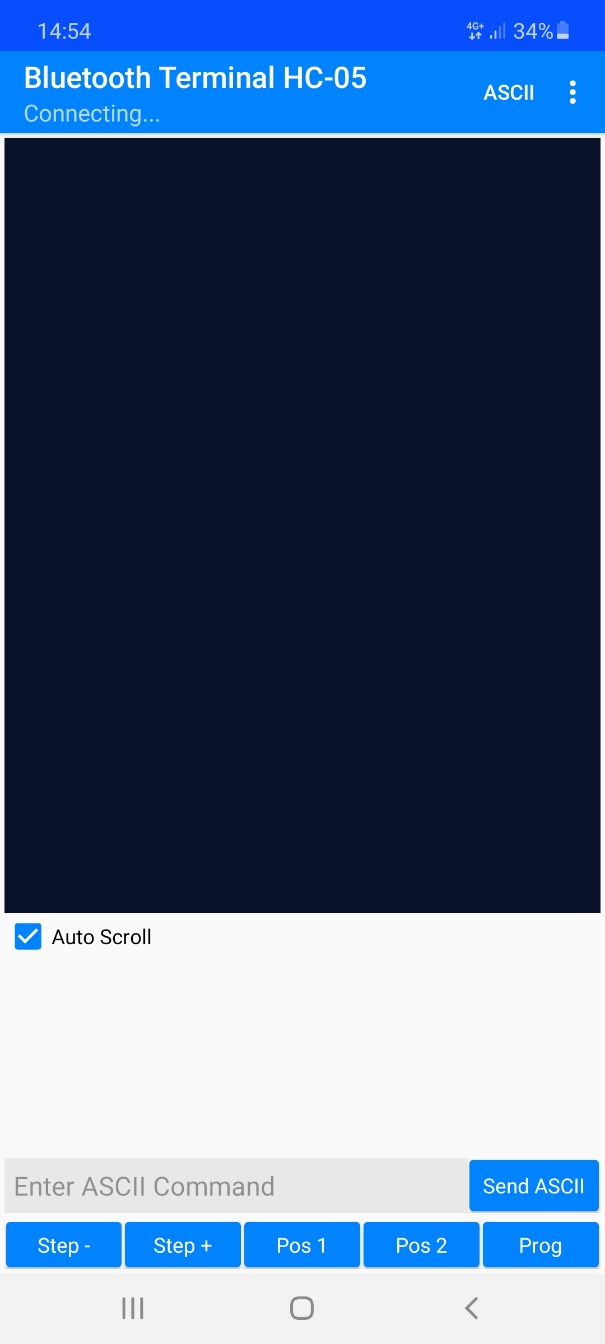 14:54 4G+ 34%
Bluetooth Terminal HC-05
Connecting...
ASCII
Auto Scroll
Enter ASCII Command Send ASCII
Step - Step + Pos 1 Pos 2 Prog